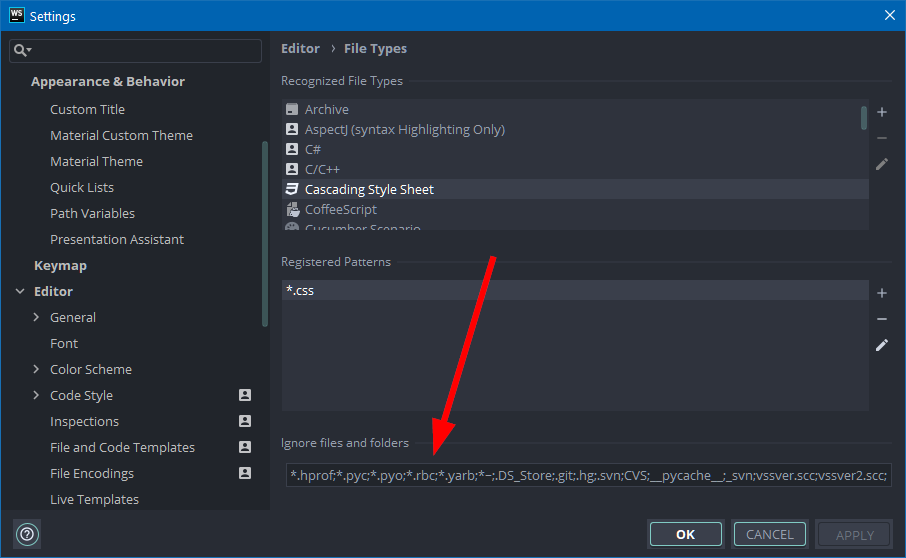 WS Settings
Appearance & Behavior
Custom Title
Material Custom Theme
Material Theme
Quick Lists
Path Variables
Presentation Assistant
Keymap
Editor
General
Font
Color Scheme
Code Style
Inspections
File and Code Templates
File Encodings
Live Templates
Editor › File Types
Recognized File Types
Archive
AspectJ (syntax Highlighting Only)
C#
C/C++
Cascading Style Sheet
CoffeeScript
Cucumber Scenario
Registered Patterns
*.css
Ignore files and folders
*.hprof;*.pyc;*.pyo;*.rbc;*.yarb;*~;.DS_Store;.git;.hg;.svn;CVS;__pycache__;_svn;vssver.scc;vssver2.scc;
?
OK
CANCEL
APPLY